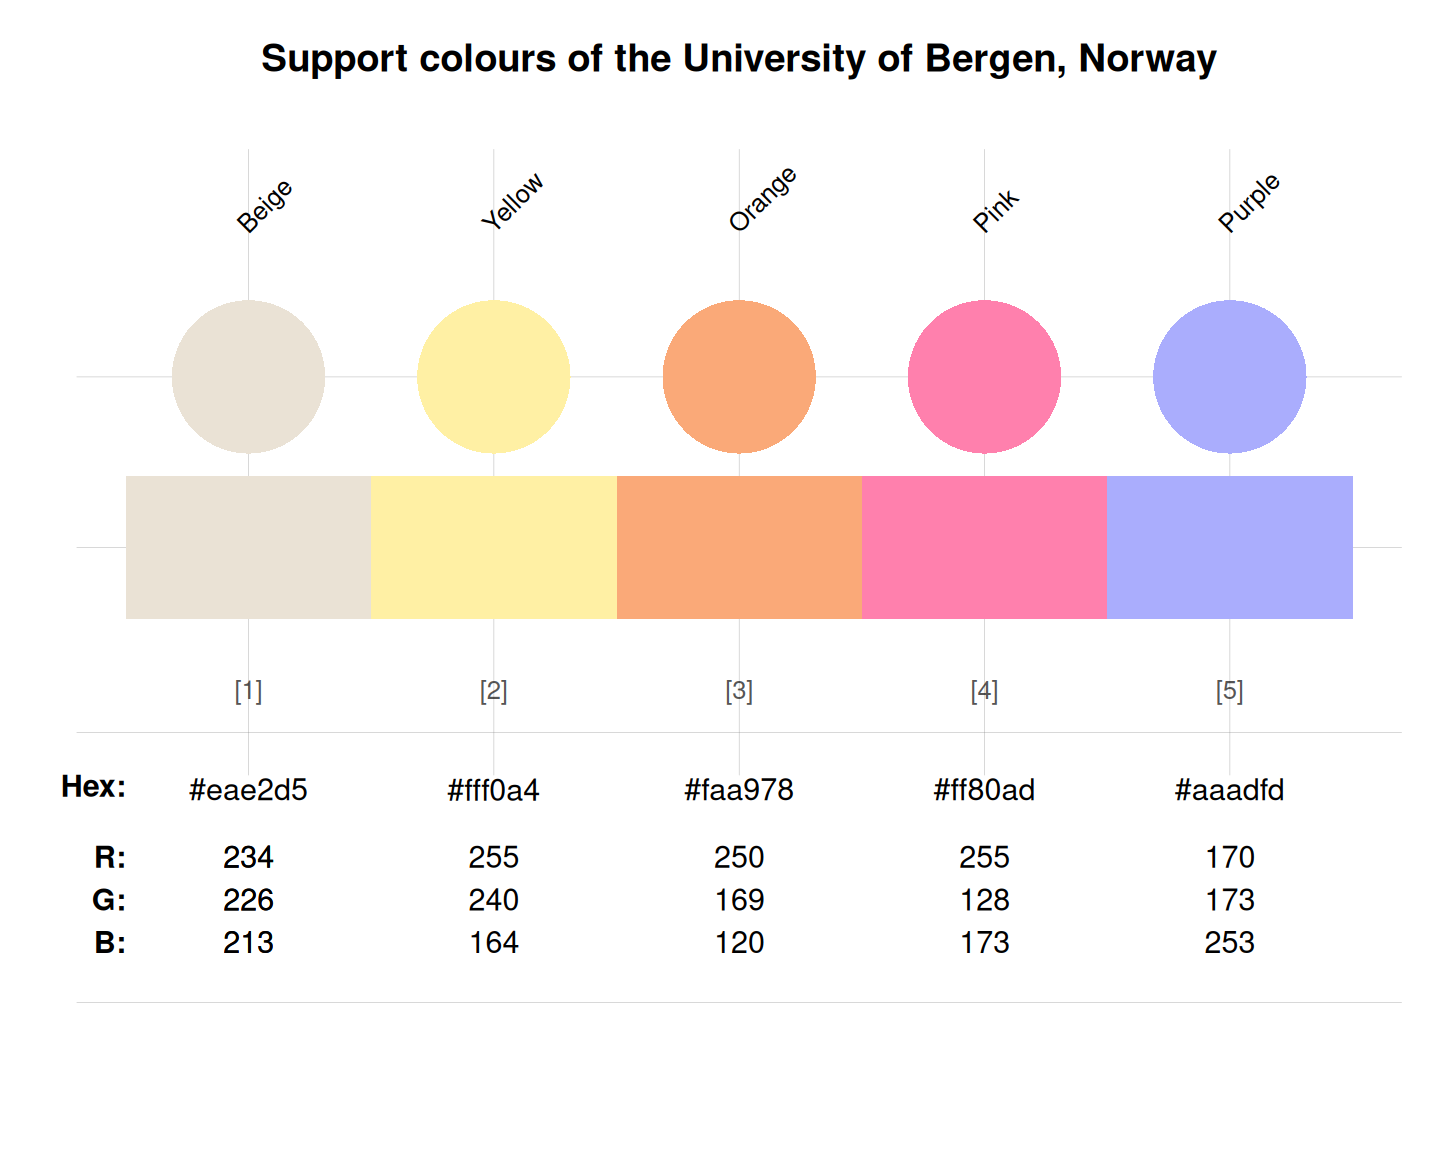 Support colours of the University of Bergen, Norway
Beige Yellow Orange Pink Purple
[1] [2] [3] [4] [5]
Hex: #eae2d5 #fff0a4 #faa978 #ff80ad #aaadfd
R: 234 255 250 255 170
G: 226 240 169 128 173
B: 213 164 120 173 253